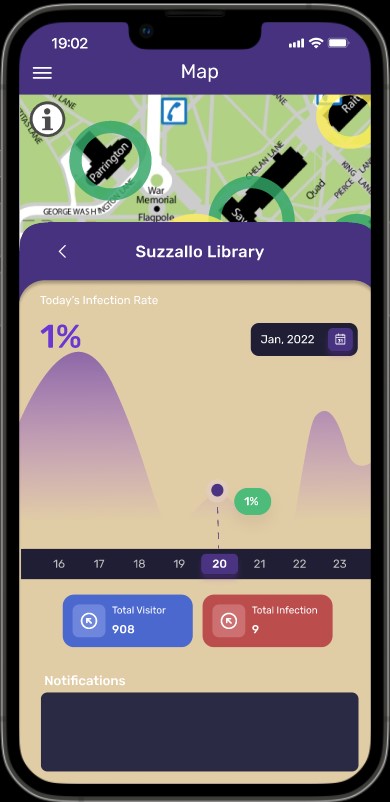 19:02
Map
LANE
Parrington
War
Memorial
Flagpole
GEORGE WASHINGTON LANE
CHELAN LANE
Quad
KING LANE
PIERCE LANE
Suzzallo Library
Today's Infection Rate
1%
Jan, 2022
1%
16 17 18 19 20 21 22 23
Total Visitor
908
Total Infection
9
Notifications